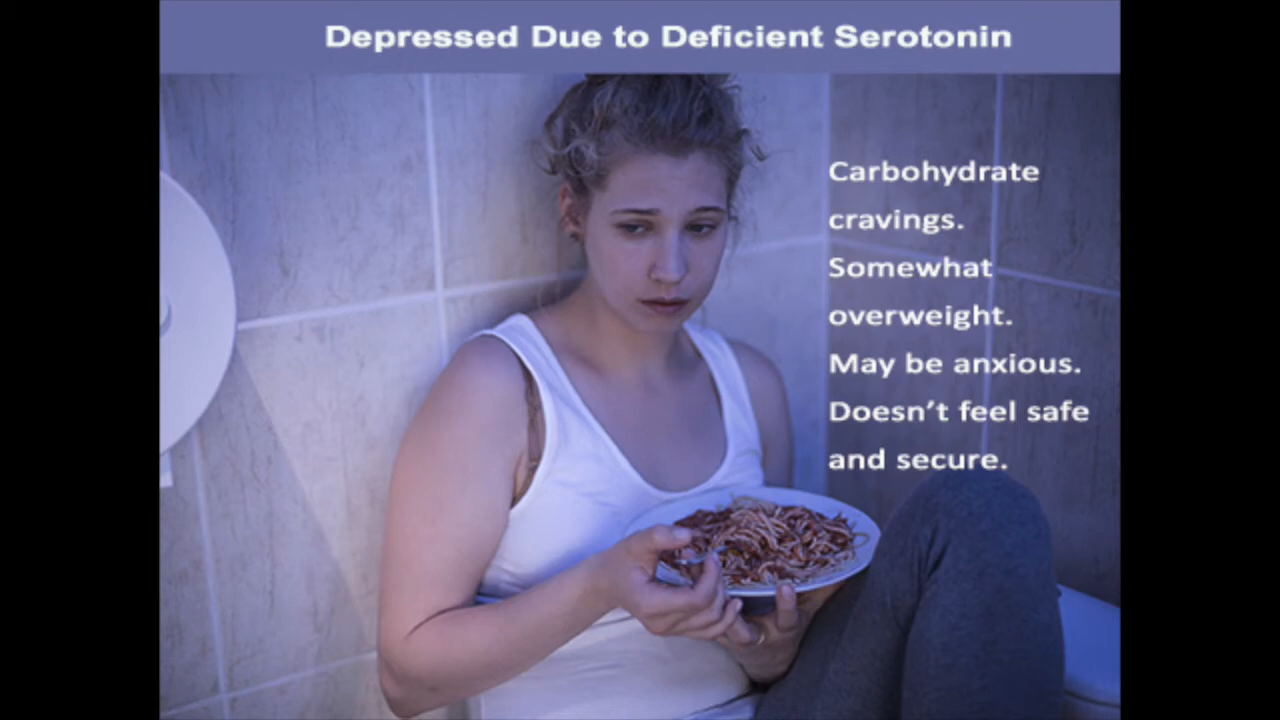 Depressed Due to Deficient Serotonin
Carbohydrate
cravings.
Somewhat
overweight.
May be anxious.
Doesn’t feel safe
and secure.